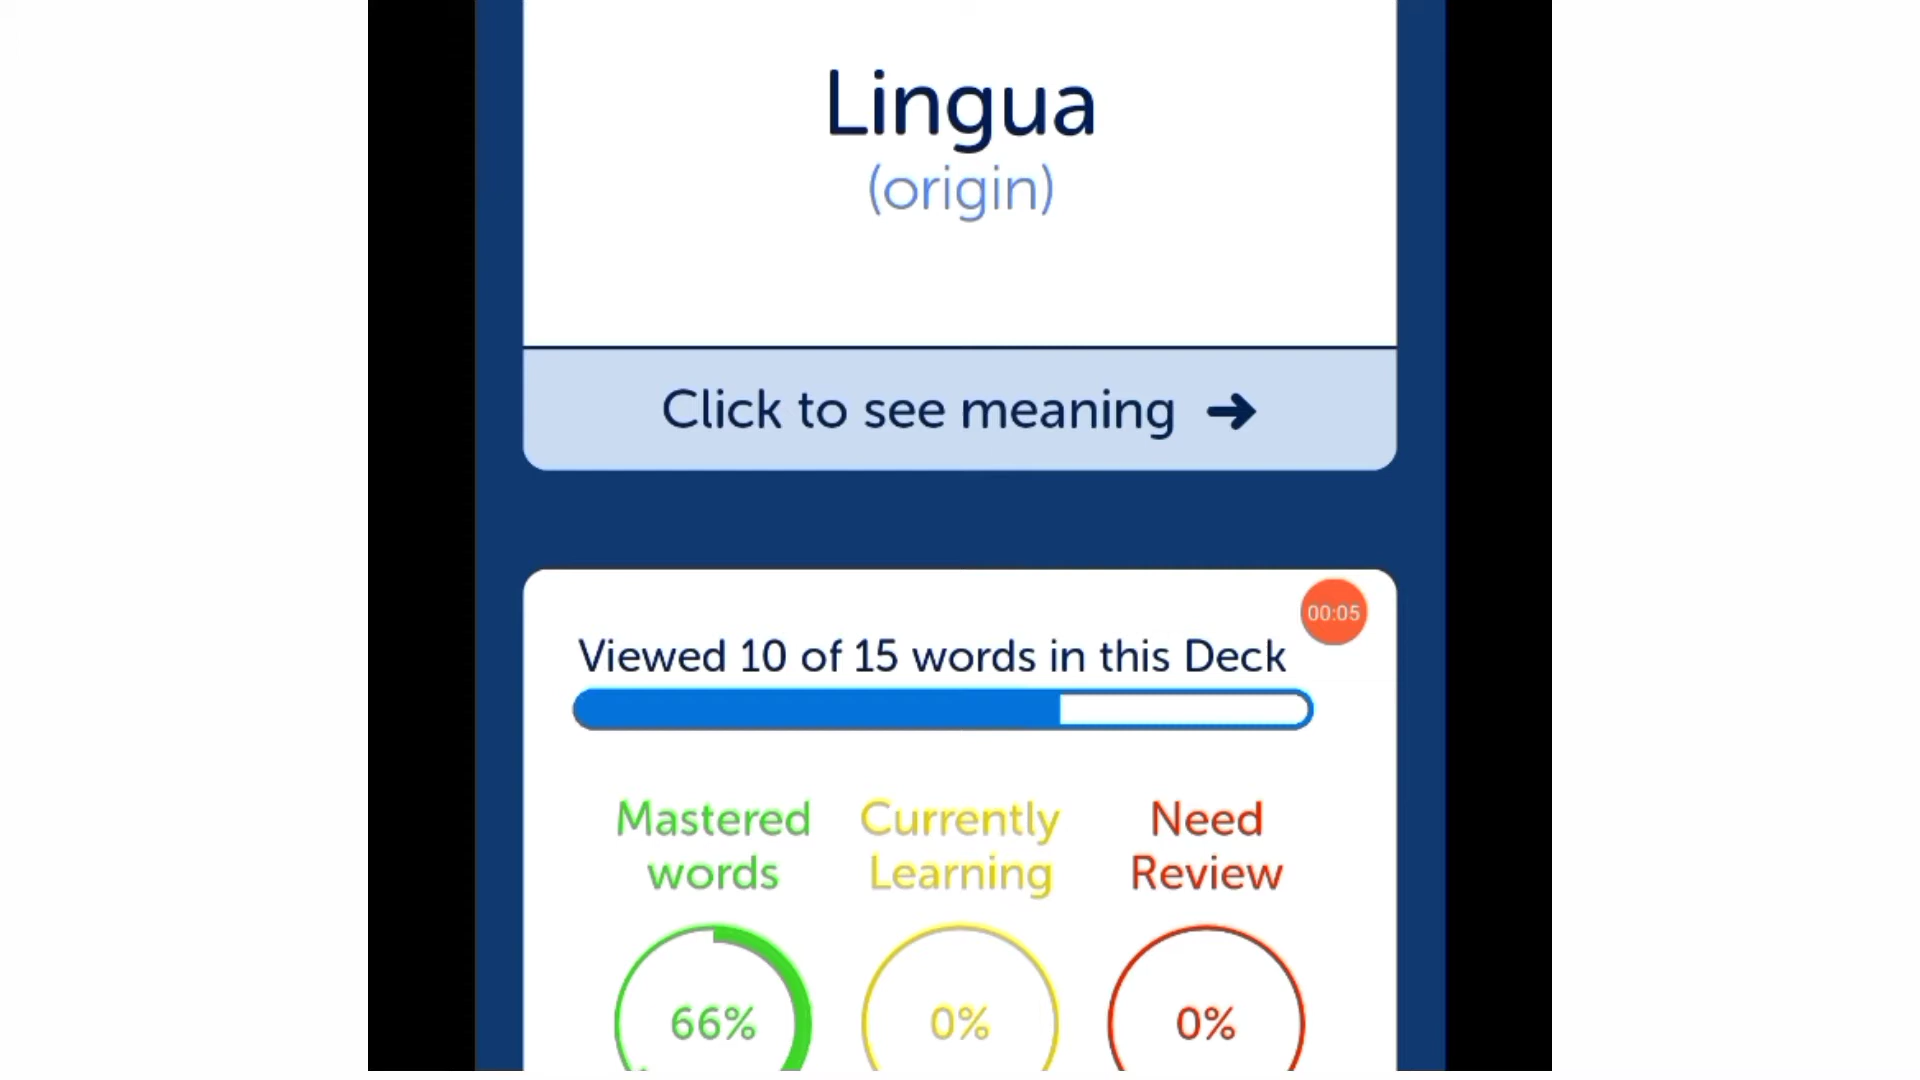 Lingua
(origin)
Click to see meaning →
00:05
Viewed 10 of 15 words in this Deck
Mastered words
Currently Learning
Need Review
66%
0%
0%